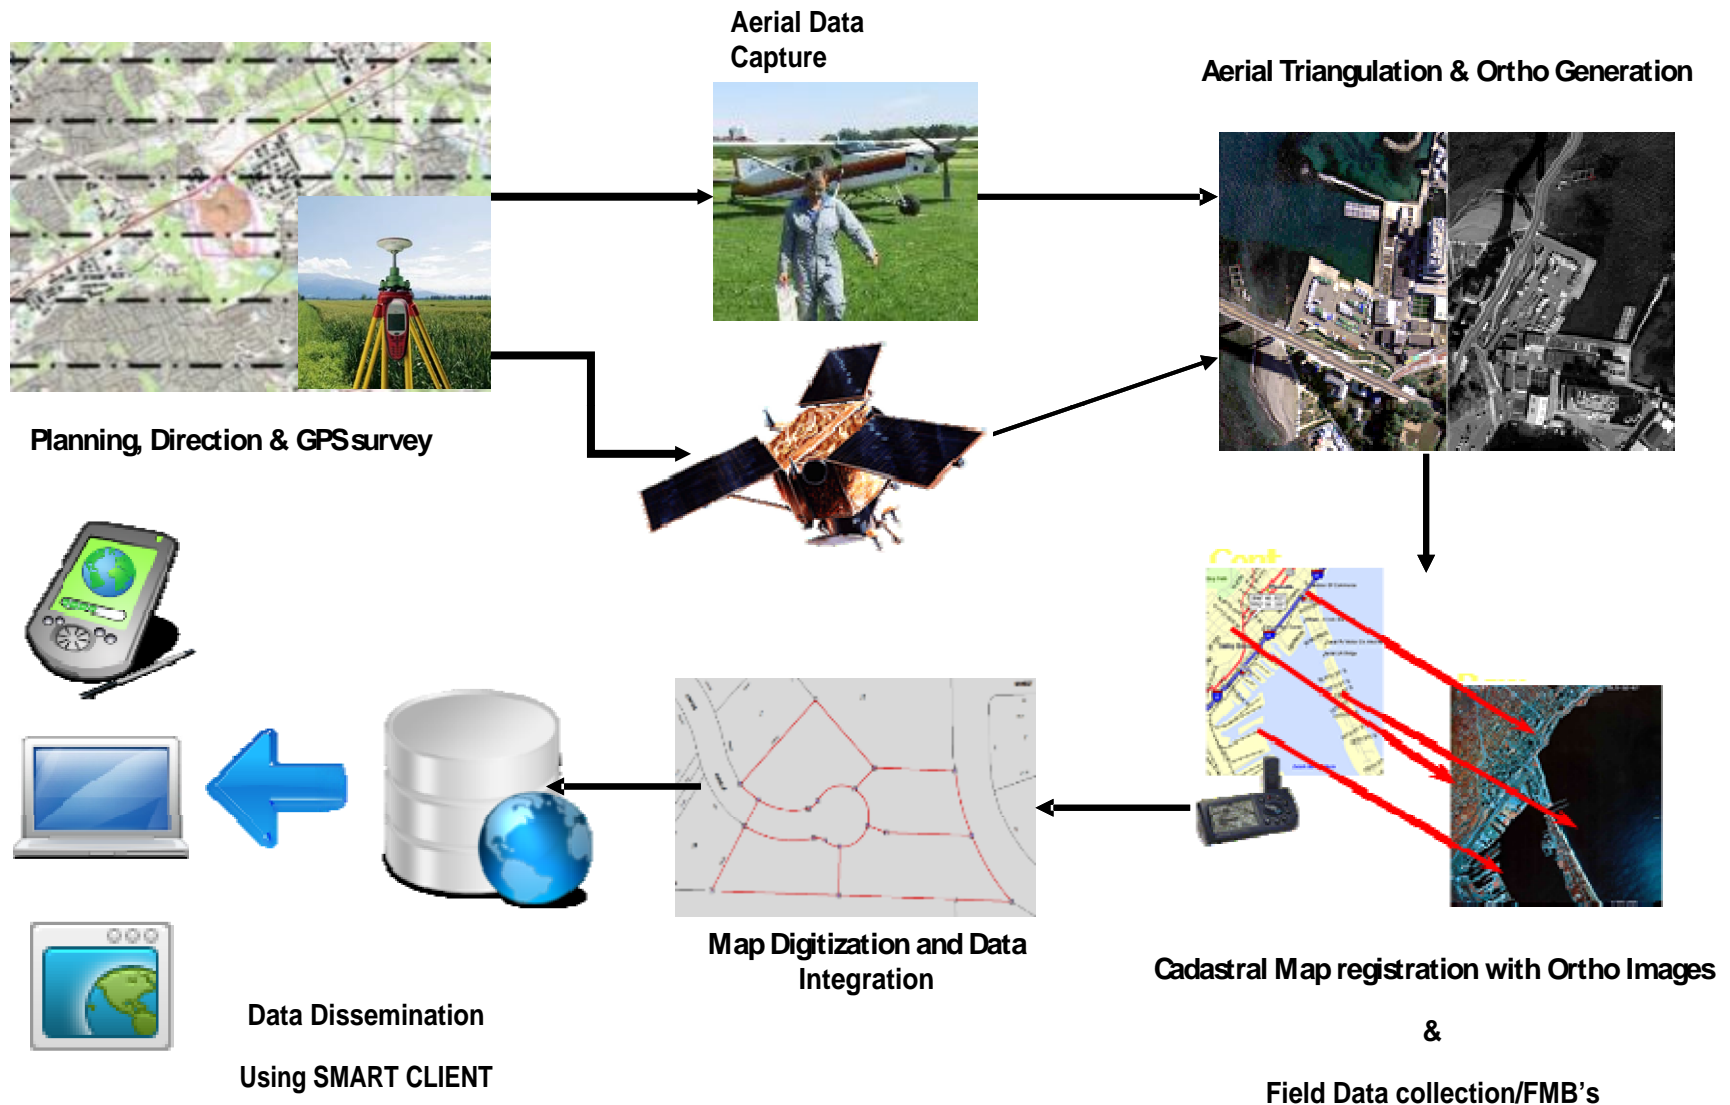 Aerial Data
Capture
Aerial Triangulation & Ortho Generation
Planning, Direction & GPS survey
Cont
Map Digitization and Data
Integration
Cadastral Map registration with Ortho Images
&
Field Data collection/FMB's
Data Dissemination
Using SMART CLIENT